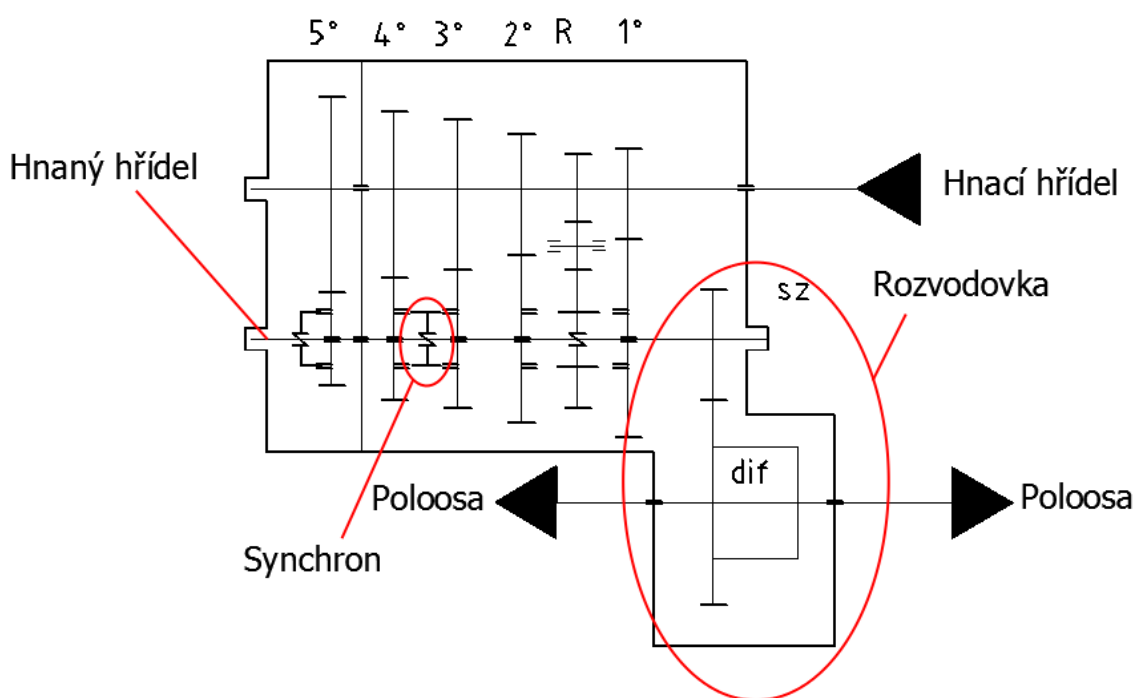 5° 4° 3° 2° R 1°
Hnaný hřídel
Hnací hřídel
Rozvodovka
sz
dif
Poloosa
Poloosa
Synchron